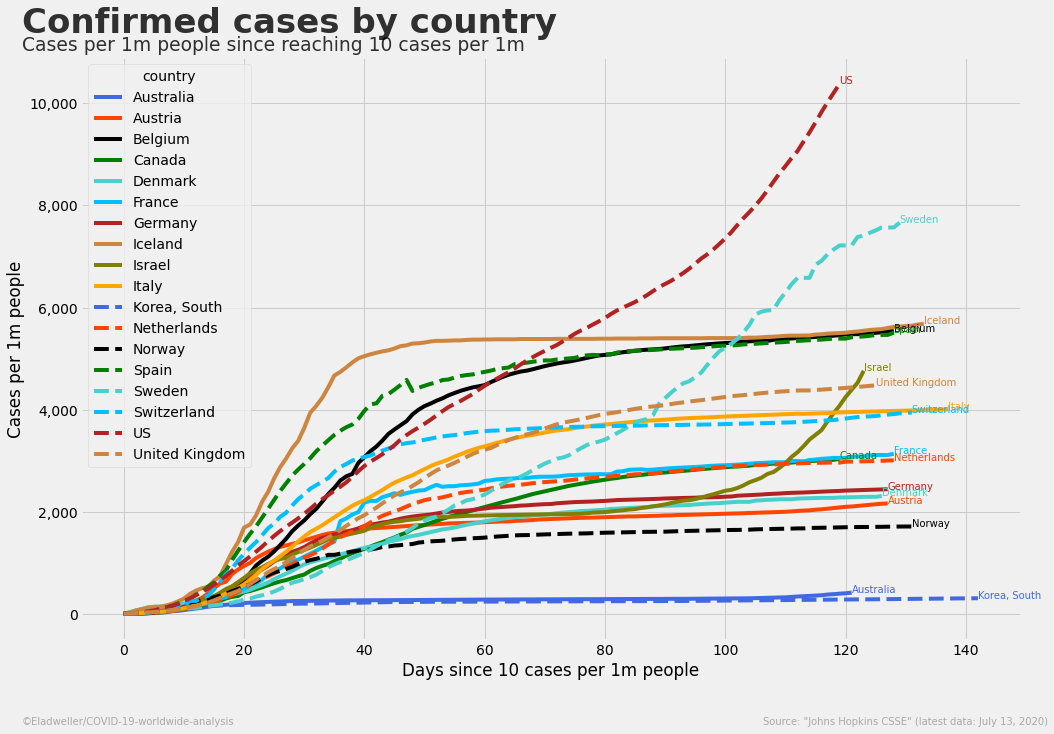 Confirmed cases by country
Cases per 1m people since reaching 10 cases per 1m
country
Australia
Austria
Belgium
Canada
Denmark
France
Germany
Iceland
Israel
Italy
Korea, South
Netherlands
Norway
Spain
Sweden
Switzerland
US
United Kingdom
Cases per 1m people
10,000
8,000
6,000
4,000
2,000
0
US
Sweden
Iceland
Belgium
Spain
Israel
United Kingdom
Italy
Switzerland
France
Canada
Netherlands
Germany
Denmark
Austria
Norway
Australia
Korea, South
0 20 40 60 80 100 120 140
Days since 10 cases per 1m people
©Eladweller/COVID-19-worldwide-analysis
Source: "Johns Hopkins CSSE" (latest data: July 13, 2020)